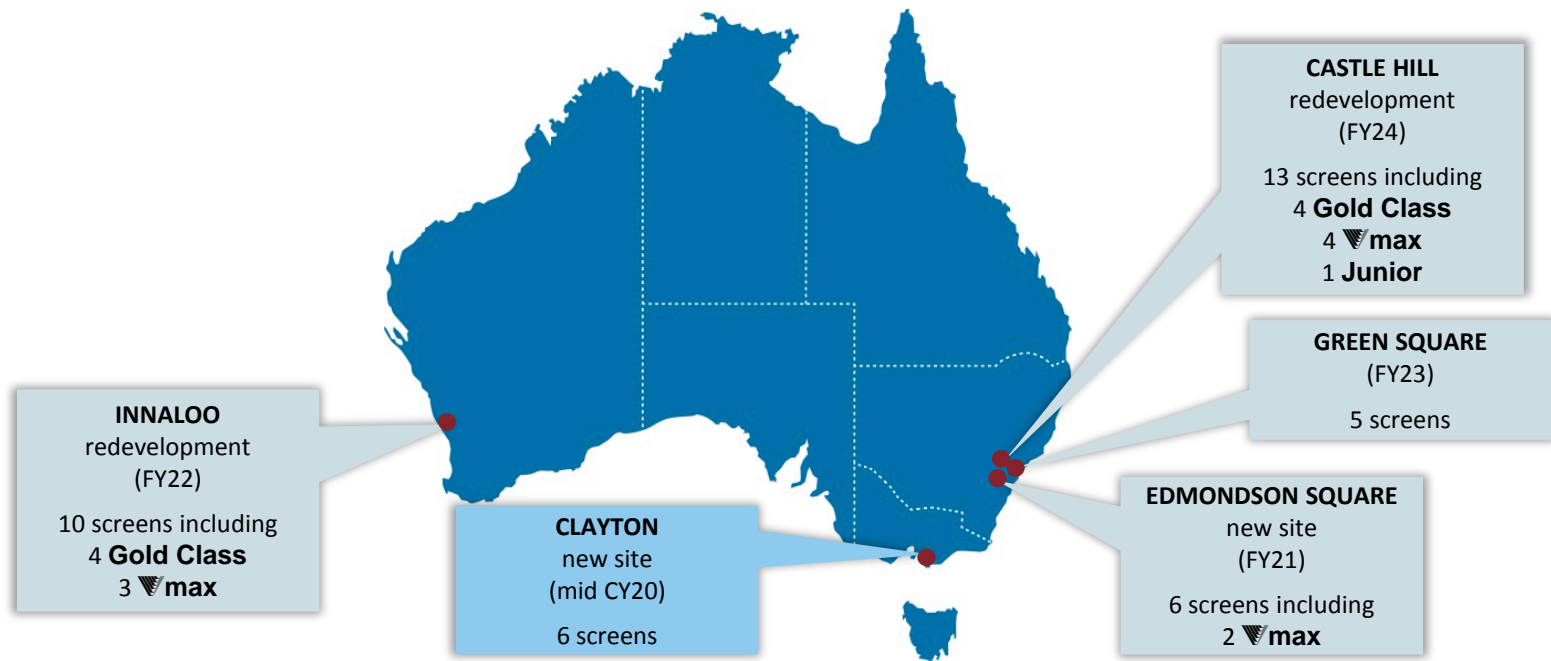 CASTLE HILL
redevelopment
(FY24)
13 screens including
4 Gold Class
4 Vmax
1 Junior
GREEN SQUARE
(FY23)
5 screens
INNALOO
redevelopment
(FY22)
10 screens including
4 Gold Class
3 Vmax
CLAYTON
new site
(mid CY20)
6 screens
EDMONDSON SQUARE
new site
(FY21)
6 screens including
2 Vmax